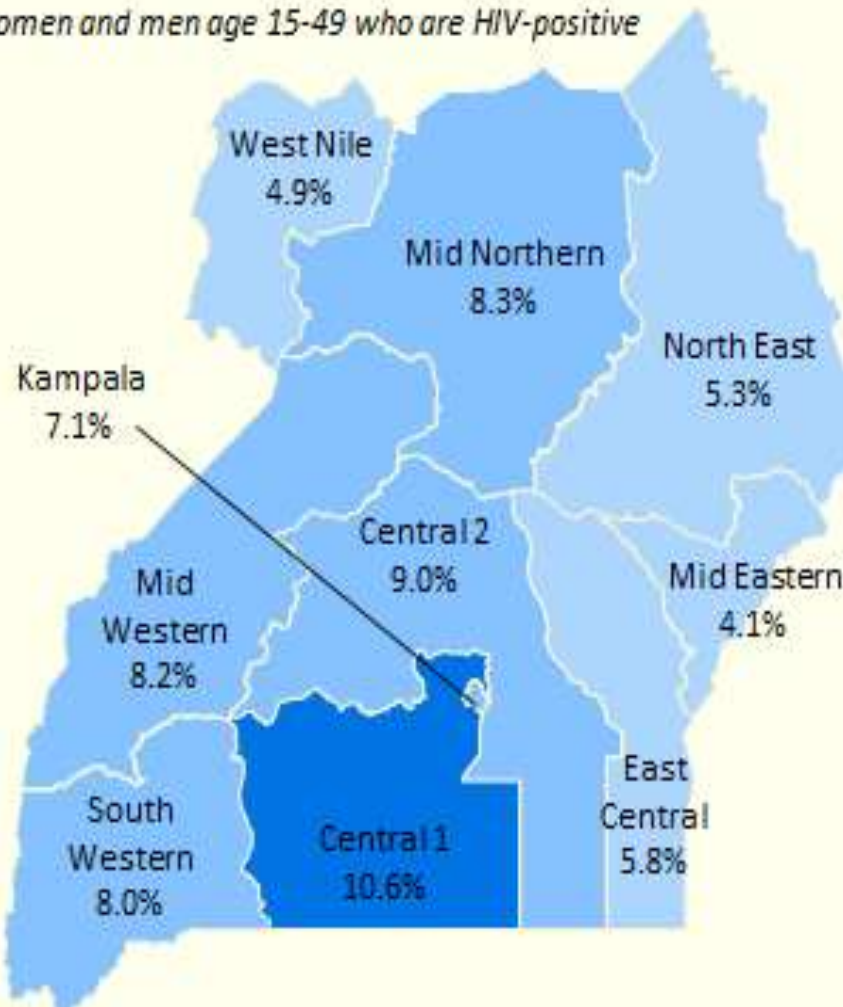 omen and men age 15-49 who are HIV-positive
West Nile
4.9%
Mid Northern
8.3%
North East
5.3%
Kampala
7.1%
Central 2
9.0%
Mid Eastern
4.1%
Mid
Western
8.2%
East
Central
5.8%
South
Western
8.0%
Central 1
10.6%